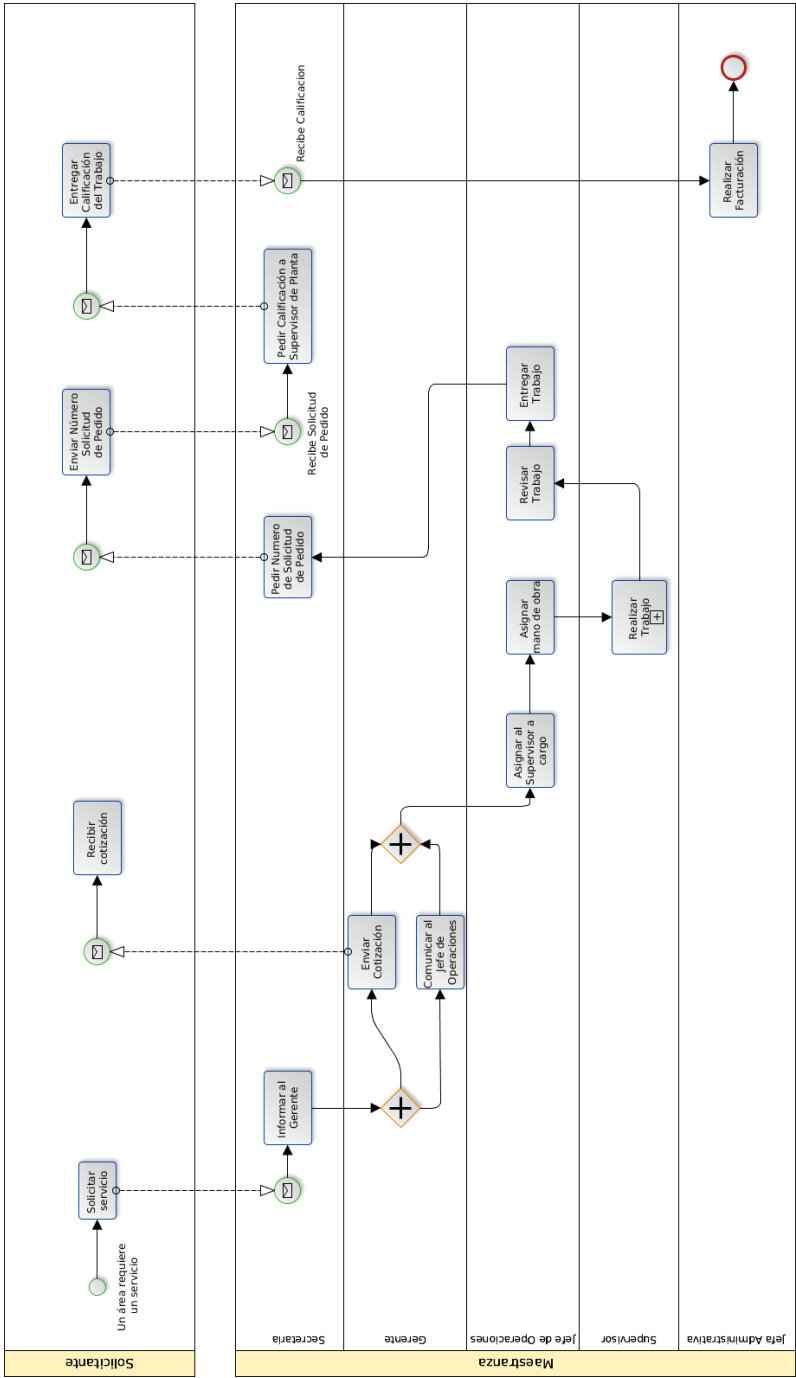 Solicitante
Un área requiere
un servicio
Solicitar
servicio
Recibir
cotización
Enviar Número
Solicitud
de Pedido
Entregar
Calificación
del Trabajo
Maestranza
Secretaria
Informar al
Gerente
Pedir Numero
de Solicitud
de Pedido
Recibe Solicitud
de Pedido
Pedir Calificación a
Supervisor de Planta
Recibe Calificacion
Gerente
Enviar
Cotización
Comunicar al
Jefe de
Operaciones
Jefe de Operaciones
Asignar al
Supervisor a
cargo
Asignar
mano de obra
Revisar
Trabajo
Entregar
Trabajo
Supervisor
Realizar
Trabajo
Jefa Administrativa
Realizar
Facturación